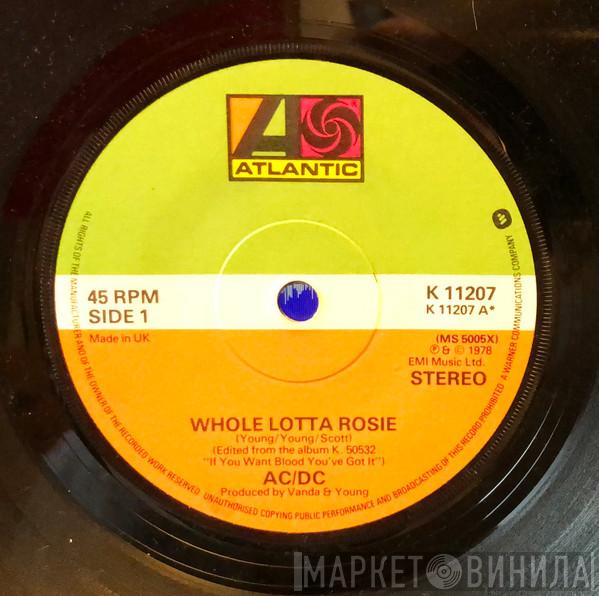 ATLANTIC
45 RPM
SIDE 1
Made in UK
K 11207
K 11207 A*
(MS 5005X)
℗ & © 1978
EMI Music Ltd.
STEREO
WHOLE LOTTA ROSIE
(Young/Young/Scott)
(Edited from the album K. 50532
"If You Want Blood You've Got It")
AC/DC
Produced by Vanda & Young
ALL RIGHTS OF THE MANUFACTURER AND OF THE OWNER OF THE RECORDED WORK RESERVED. UNAUTHORISED COPYING PUBLIC PERFORMANCE AND BROADCASTING OF THIS RECORD PROHIBITED. A WARNER COMMUNICATIONS COMPANY
МАРКЕТ ВИНИЛА